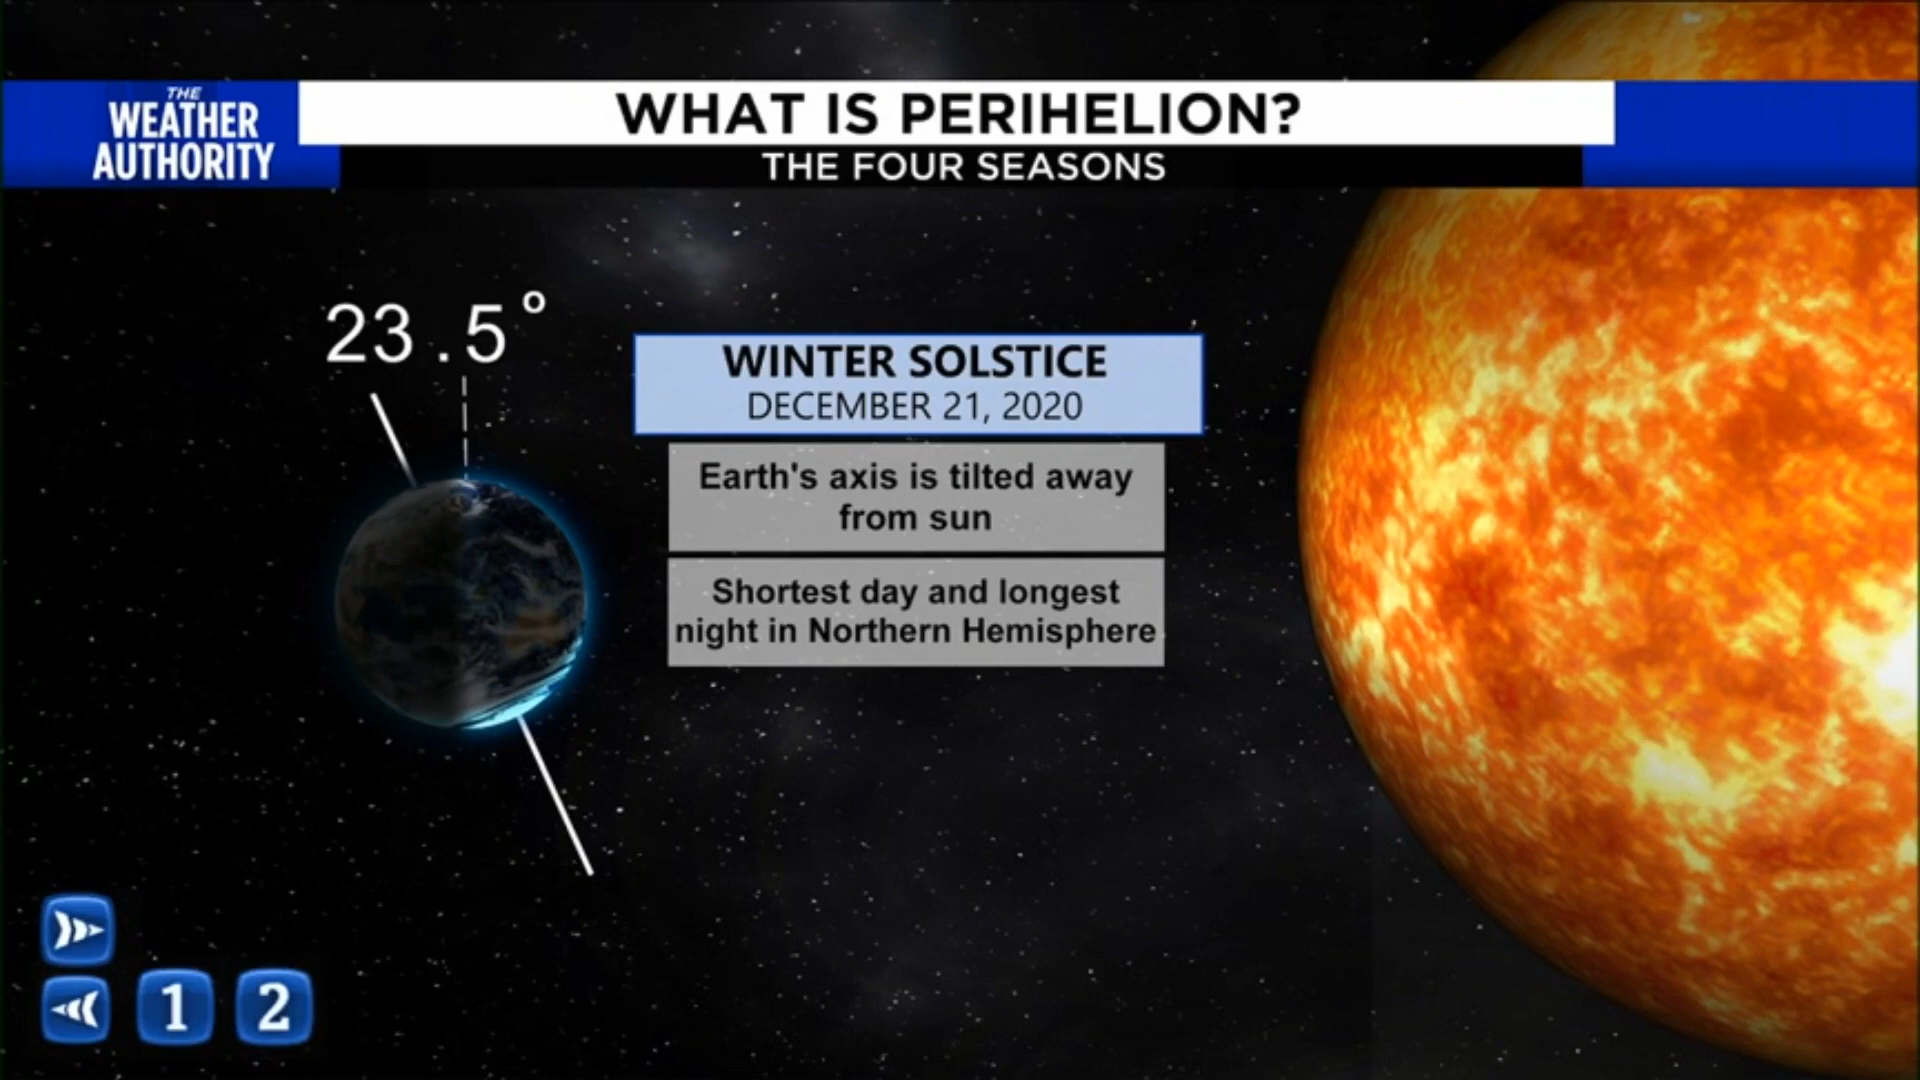 THE
WEATHER
AUTHORITY
WHAT IS PERIHELION?
THE FOUR SEASONS
23.5°
WINTER SOLSTICE
DECEMBER 21, 2020
Earth's axis is tilted away
from sun
Shortest day and longest
night in Northern Hemisphere
1 2